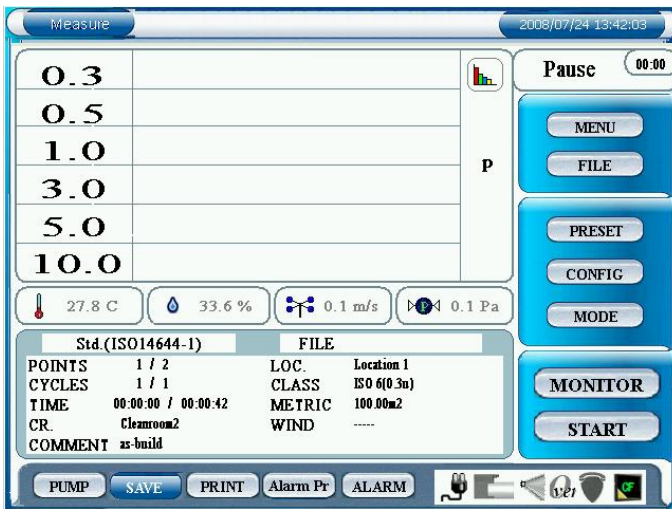 Measure 2008/07/24 13:42:03
0.3
0.5
1.0
3.0
5.0
10.0
P
Pause 00:00
MENU
FILE
PRESET
CONFIG
MODE
MONITOR
START
27.8 C 33.6 % 0.1 m/s P 0.1 Pa
Std.(ISO14644-1) FILE
POINTS 1 / 2 LOC. Location 1
CYCLES 1 / 1 CLASS ISO 6(0.3u)
TIME 00:00:00 / 00:00:42 METRIC 100.00m2
CR. Cleanroom2 WIND -----
COMMENT as-build
PUMP SAVE PRINT Alarm Pr ALARM CF